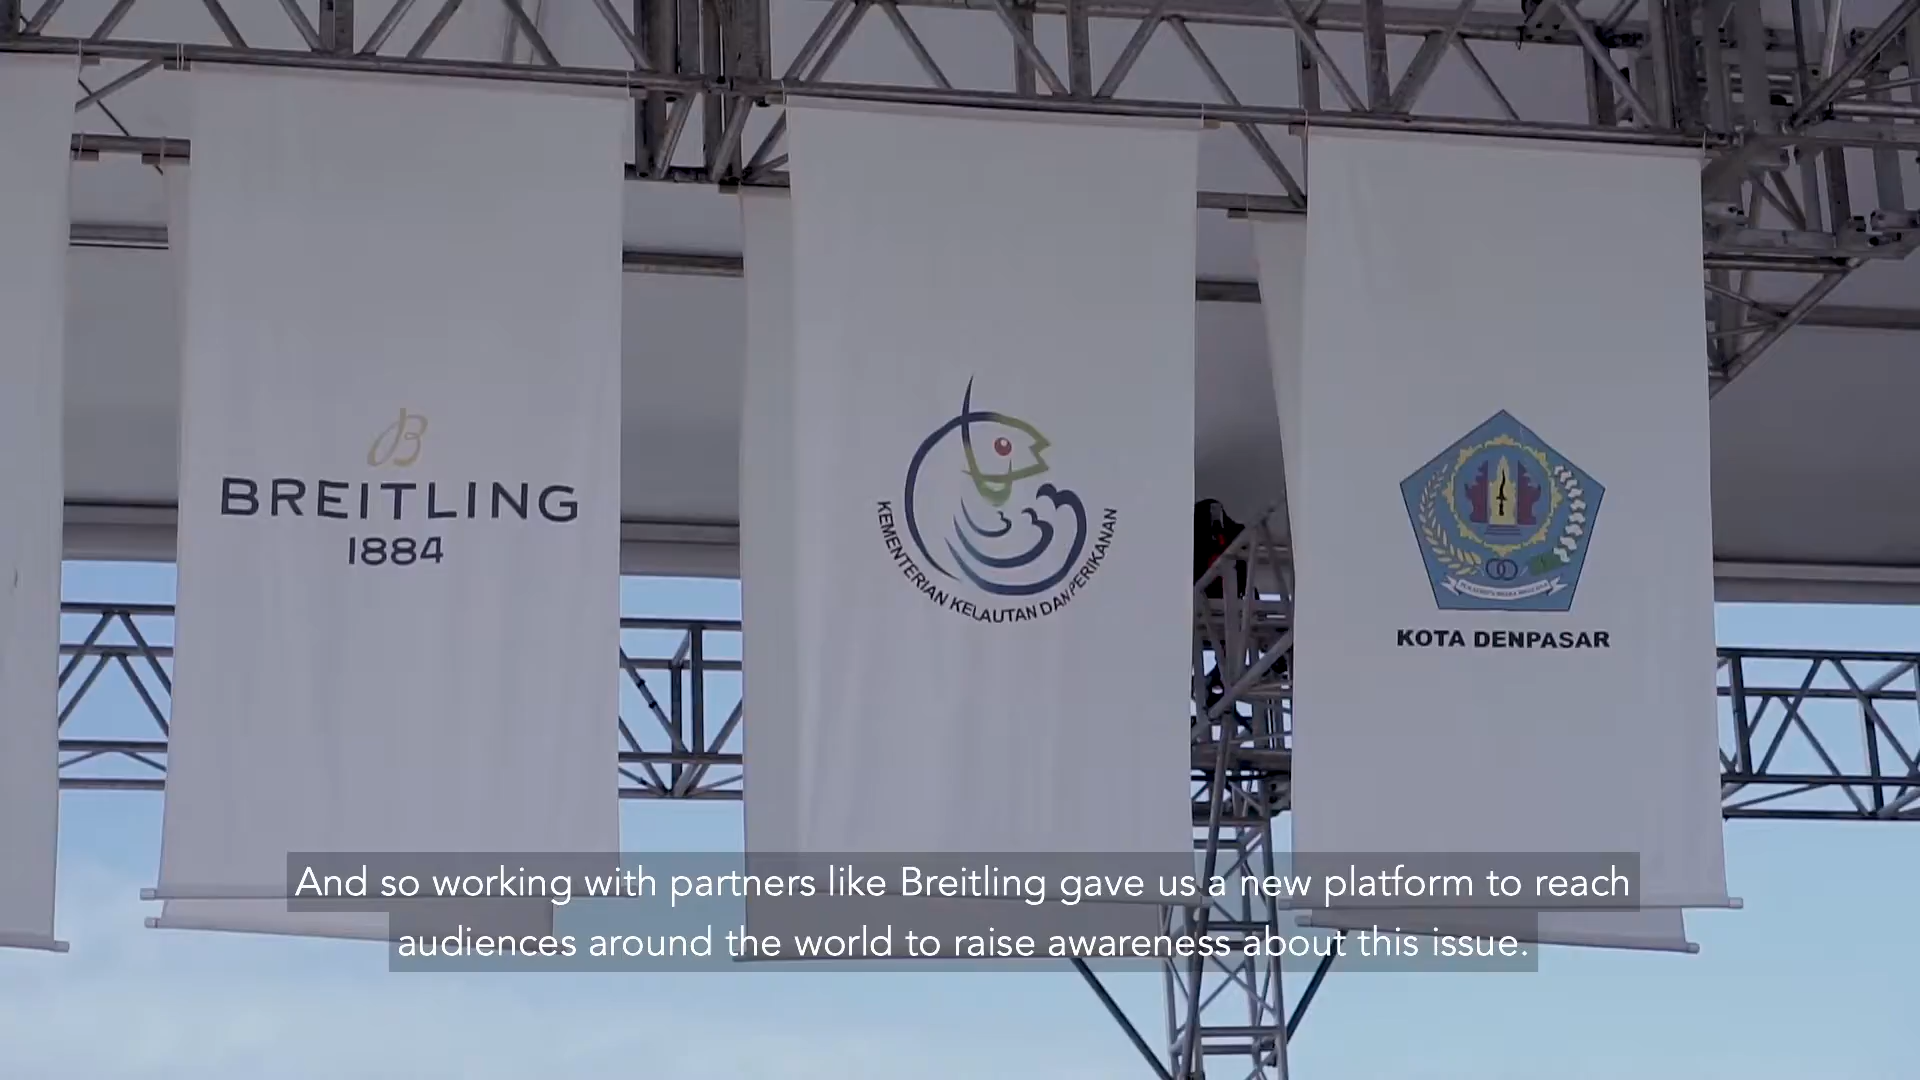 B
BREITLING
1884
KEMENTERIAN KELAUTAN DAN PERIKANAN
KOTA DENPASAR
And so working with partners like Breitling gave us a new platform to reach
audiences around the world to raise awareness about this issue.